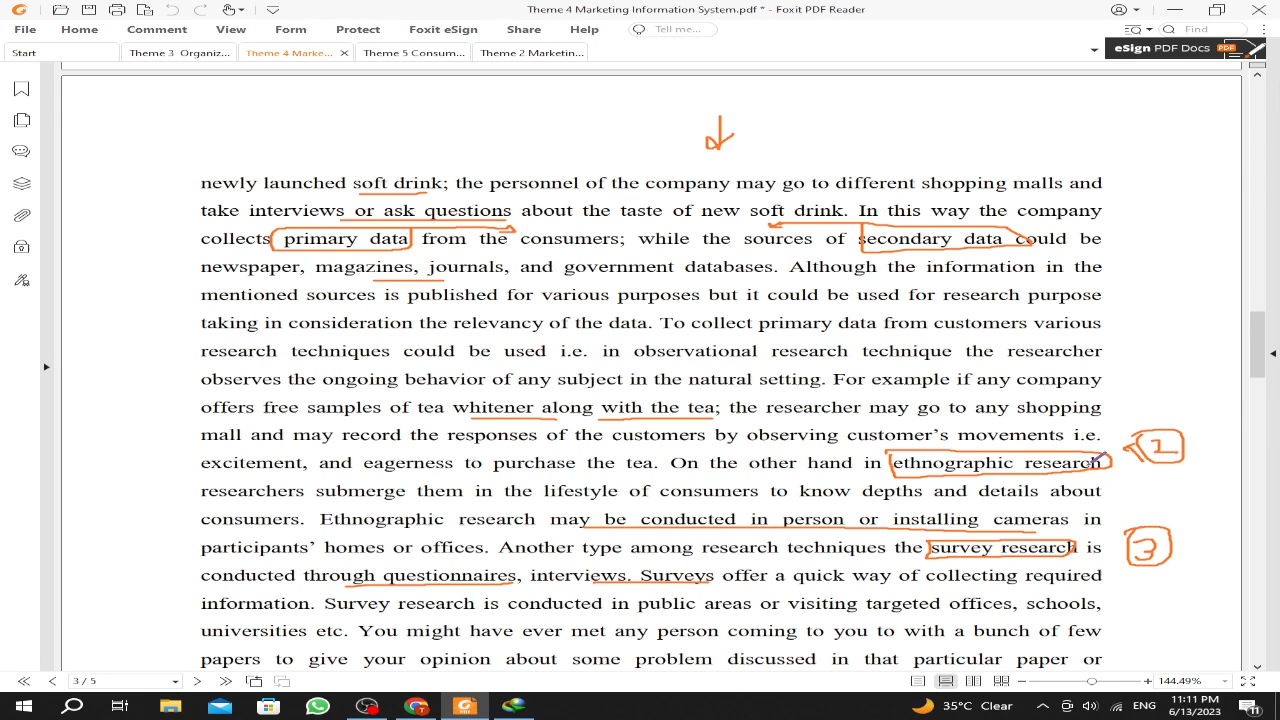 Theme 4 Marketing Information System.pdf * - Foxit PDF Reader
File Home Comment View Form Protect Foxit eSign Share Help Tell me... Find
Start Theme 3 Organiz... Theme 4 Marke... Theme 5 Consum... Theme 2 Marketin... eSign PDF Docs PDF
newly launched soft drink; the personnel of the company may go to different shopping malls and
take interviews or ask questions about the taste of new soft drink. In this way the company
collects primary data from the consumers; while the sources of secondary data could be
newspaper, magazines, journals, and government databases. Although the information in the
mentioned sources is published for various purposes but it could be used for research purpose
taking in consideration the relevancy of the data. To collect primary data from customers various
research techniques could be used i.e. in observational research technique the researcher
observes the ongoing behavior of any subject in the natural setting. For example if any company
offers free samples of tea whitener along with the tea; the researcher may go to any shopping
mall and may record the responses of the customers by observing customer's movements i.e.
excitement, and eagerness to purchase the tea. On the other hand in ethnographic research 2
researchers submerge them in the lifestyle of consumers to know depths and details about
consumers. Ethnographic research may be conducted in person or installing cameras in
participants' homes or offices. Another type among research techniques the survey research is 3
conducted through questionnaires, interviews. Surveys offer a quick way of collecting required
information. Survey research is conducted in public areas or visiting targeted offices, schools,
universities etc. You might have ever met any person coming to you to with a bunch of few
papers to give your opinion about some problem discussed in that particular paper or
3 / 5 144.49%
35°C Clear ENG 11:11 PM 6/13/2023 11